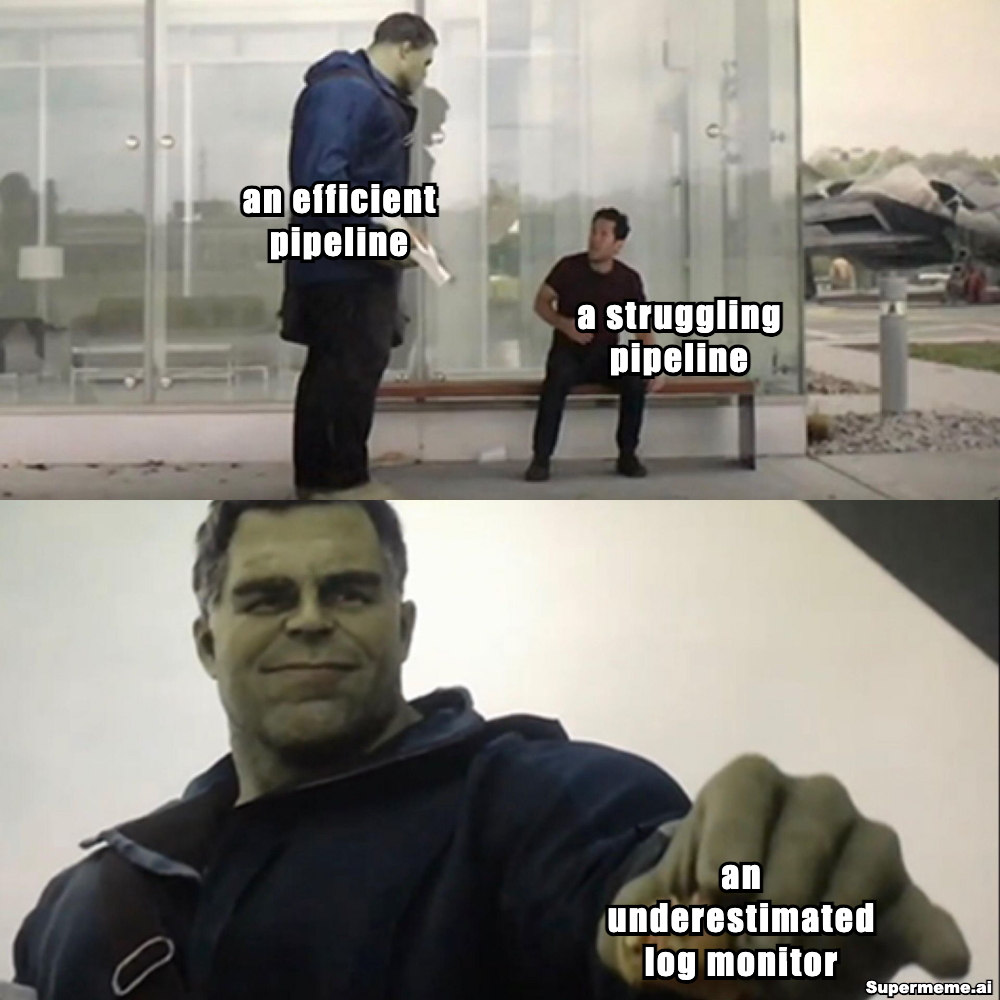 an efficient
pipeline
a struggling
pipeline
an
underestimated
log monitor
Supermeme.ai